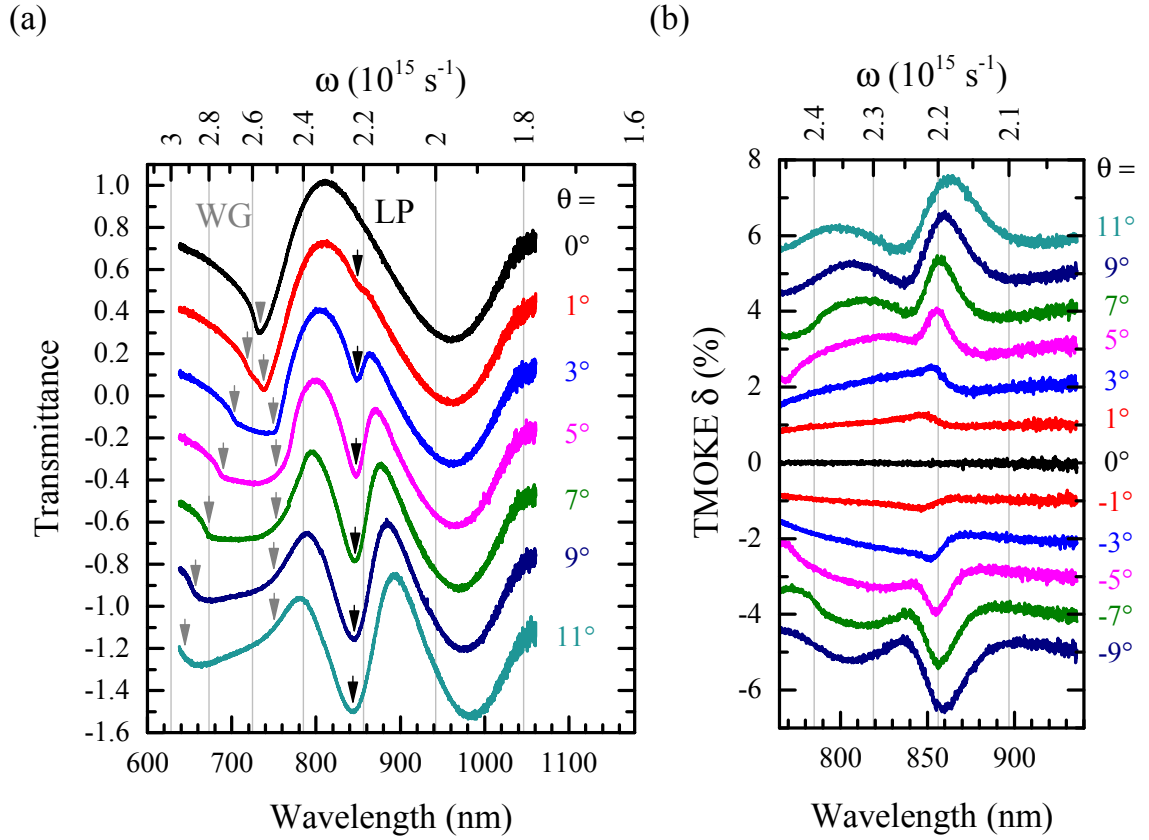 (a)
(b)
ω (10¹⁵ s⁻¹)
3 2.8 2.6 2.4 2.2 2 1.8 1.6
1.0
0.8
0.6
0.4
0.2
0.0
-0.2
-0.4
-0.6
-0.8
-1.0
-1.2
-1.4
-1.6
Transmittance
WG
LP
θ =
0°
1°
3°
5°
7°
9°
11°
600 700 800 900 1000 1100
Wavelength (nm)
ω (10¹⁵ s⁻¹)
2.4 2.3 2.2 2.1
8
6
4
2
0
-2
-4
-6
TMOKE δ (%)
θ =
11°
9°
7°
5°
3°
1°
0°
-1°
-3°
-5°
-7°
-9°
800 850 900
Wavelength (nm)